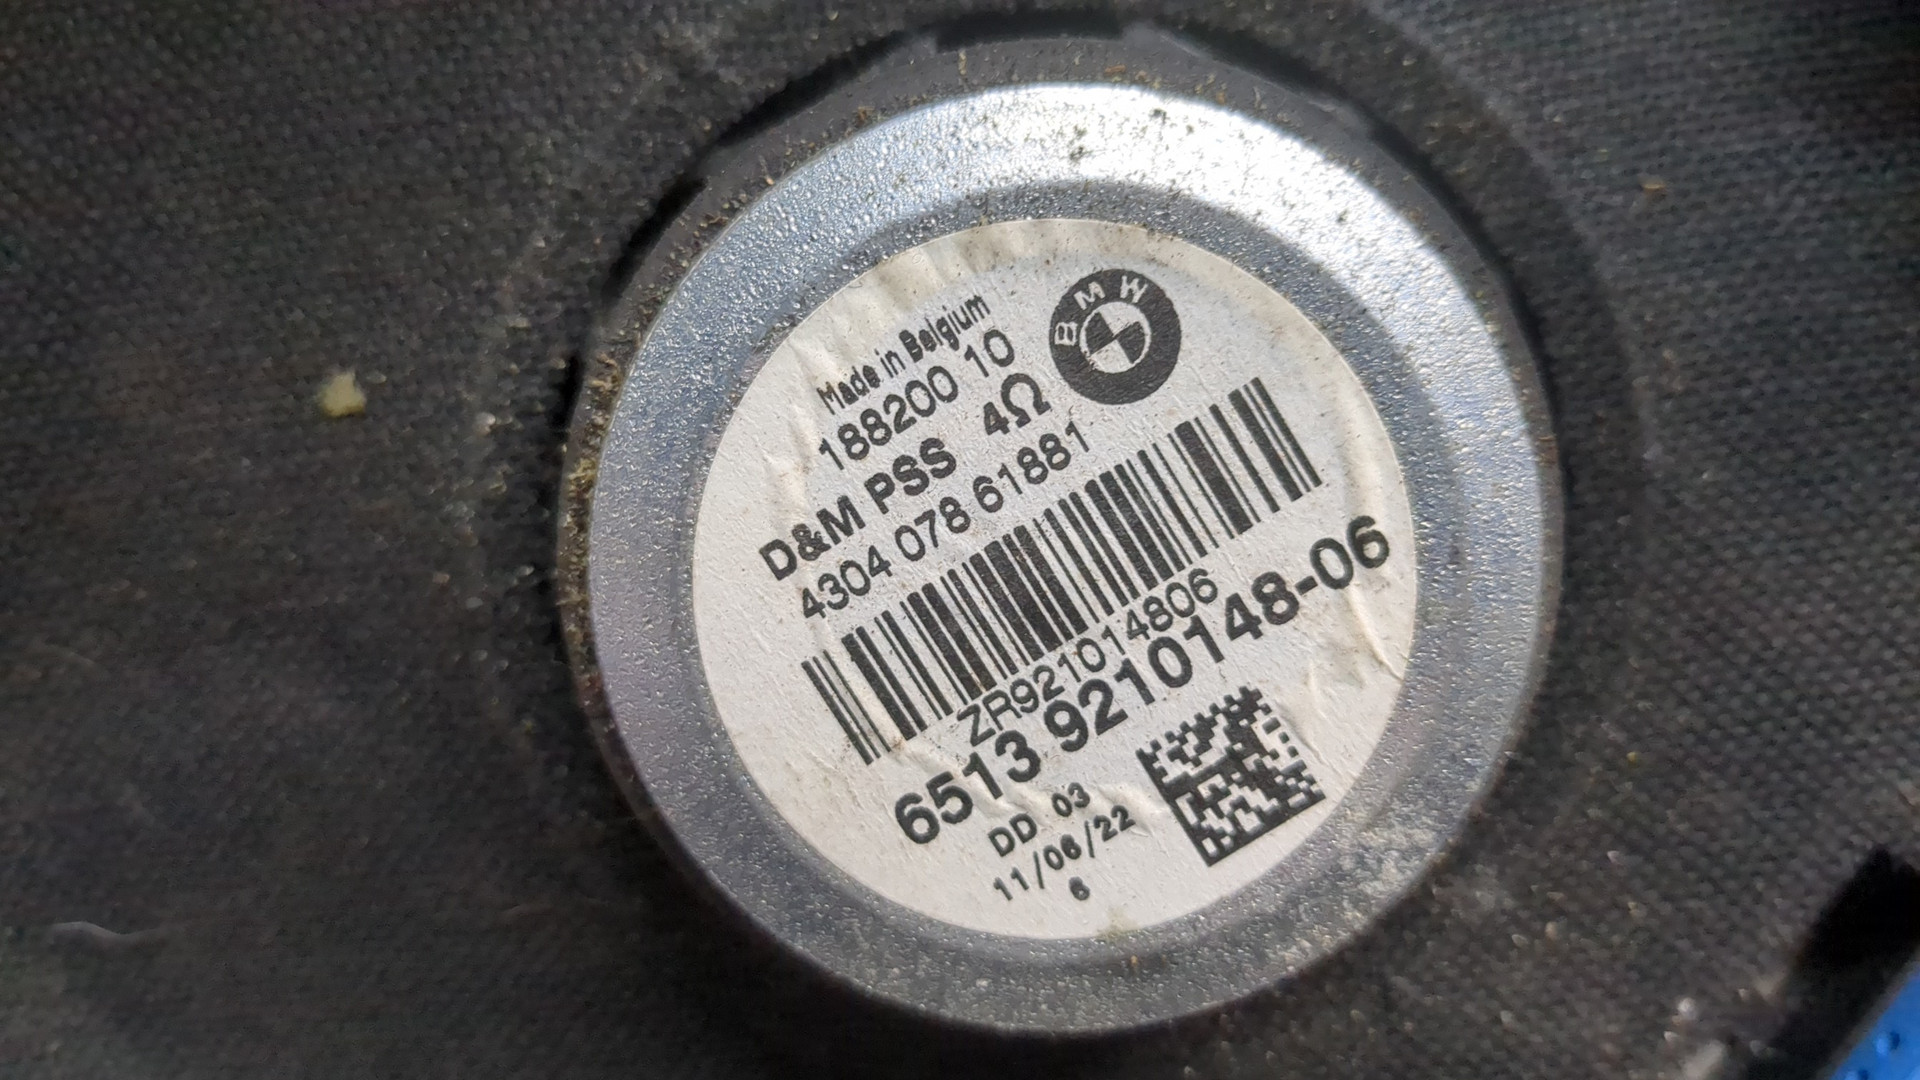 BMW
Made in Belgium
188200 10
D&M PSS 4Ω
4304 078 61881
ZR921014806
6513 9210148-06
DD 03
11/06/22
6